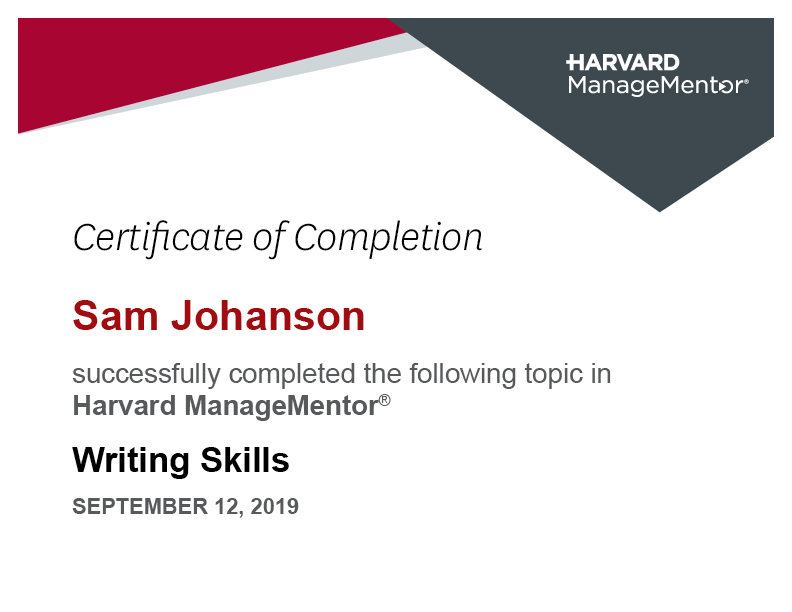 HARVARD
ManageMentor®
Certificate of Completion
Sam Johanson
successfully completed the following topic in
Harvard ManageMentor®
Writing Skills
SEPTEMBER 12, 2019